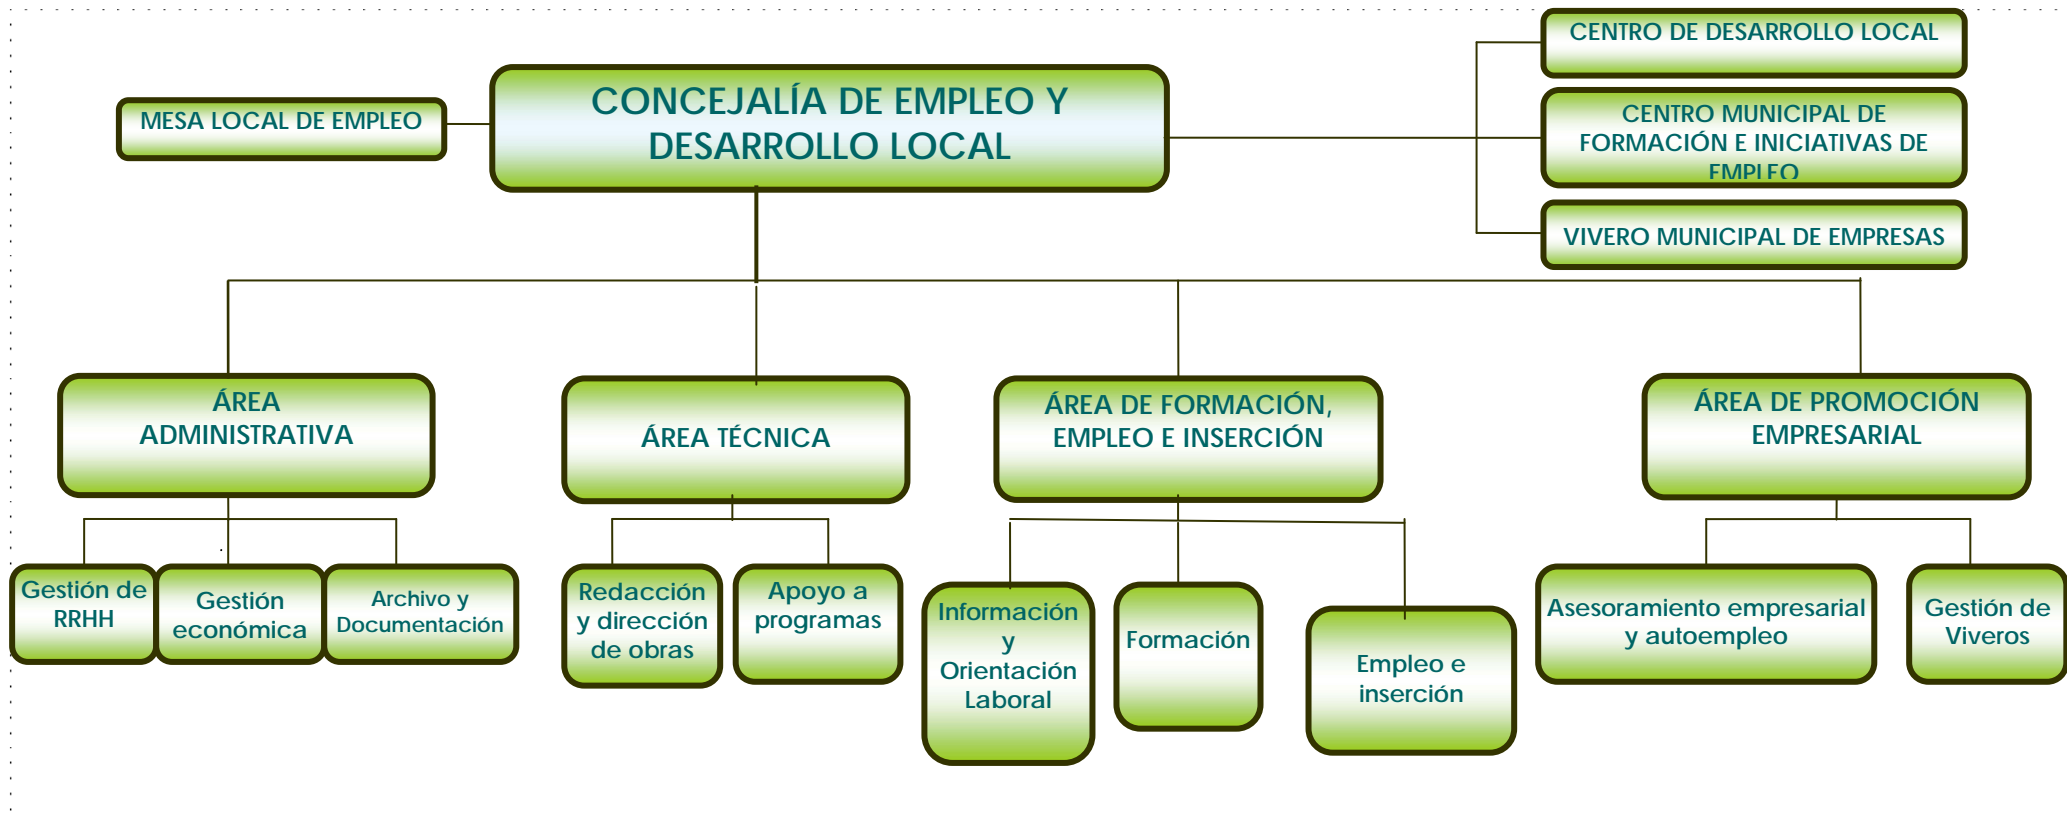 CENTRO DE DESARROLLO LOCAL
CONCEJALÍA DE EMPLEO Y
DESARROLLO LOCAL
MESA LOCAL DE EMPLEO
CENTRO MUNICIPAL DE
FORMACIÓN E INICIATIVAS DE
EMPLEO
VIVERO MUNICIPAL DE EMPRESAS
ÁREA
ADMINISTRATIVA
ÁREA TÉCNICA
ÁREA DE FORMACIÓN,
EMPLEO E INSERCIÓN
ÁREA DE PROMOCIÓN
EMPRESARIAL
Gestión de
RRHH
Gestión
económica
Archivo y
Documentación
Redacción
y dirección
de obras
Apoyo a
programas
Información
y
Orientación
Laboral
Formación
Empleo e
inserción
Asesoramiento empresarial
y autoempleo
Gestión de
Viveros